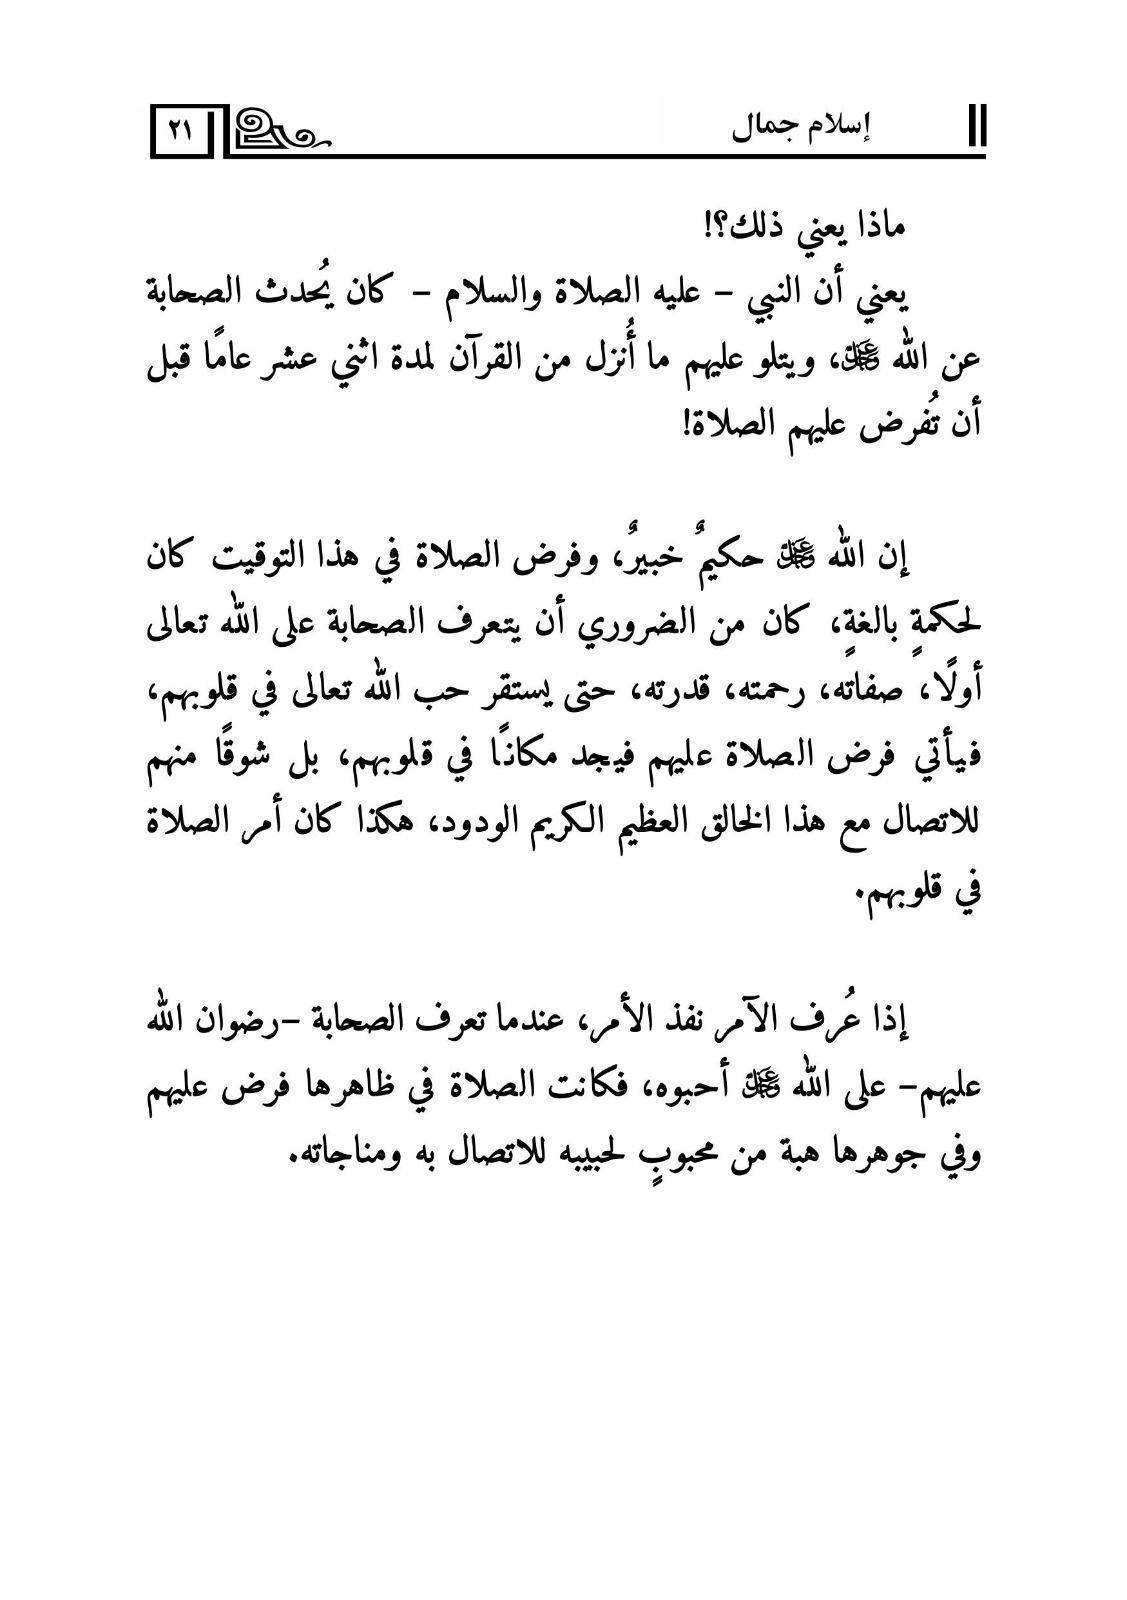 إسلام جمال
٢١
ماذا يعني ذلك؟!
يعني أن النبي – عليه الصلاة والسلام – كان يُحدث الصحابة
عن الله ﷻ، ويتلو عليهم ما أُنزل من القرآن لمدة اثني عشر عامًا قبل
أن تُفرض عليهم الصلاة!
إن الله ﷻ حكيمٌ خبيرٌ، وفرض الصلاة في هذا التوقيت كان
لحكمةٍ بالغةٍ، كان من الضروري أن يتعرف الصحابة على الله تعالى
أولًا، صفاته، رحمته، قدرته، حتى يستقر حب الله تعالى في قلوبهم،
فيأتي فرض الصلاة عليهم فيجد مكانًا في قلوبهم، بل شوقًا منهم
للاتصال مع هذا الخالق العظيم الكريم الودود، هكذا كان أمر الصلاة
في قلوبهم.
إذا عُرف الآمر نفذ الأمر، عندما تعرف الصحابة –رضوان الله
عليهم– على الله ﷻ أحبوه، فكانت الصلاة في ظاهرها فرض عليهم
وفي جوهرها هبة من محبوبٍ لحبيبه للاتصال به ومناجاته.